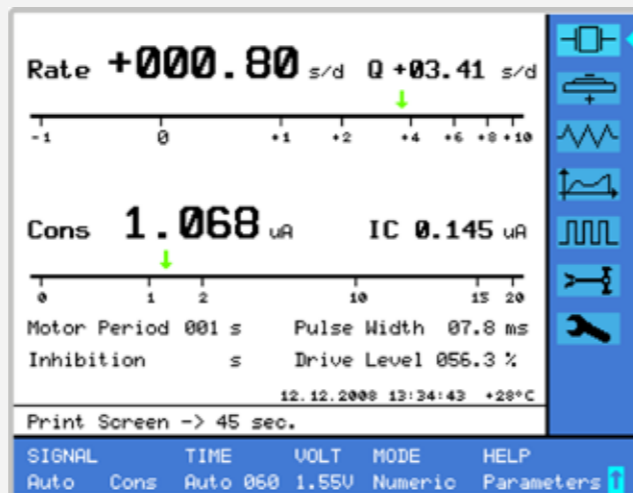 Rate +000.80 s/d Q +03.41 s/d
-1 0 +1 +2 +4 +6 +8 +10
Cons 1.068 uA IC 0.145 uA
0 1 2 10 15 20
Motor Period 001 s Pulse Width 07.8 ms
Inhibition s Drive Level 056.3 %
12.12.2008 13:34:43 +28°C
Print Screen -> 45 sec.
SIGNAL TIME VOLT MODE HELP
Auto Cons Auto 060 1.55V Numeric Parameters